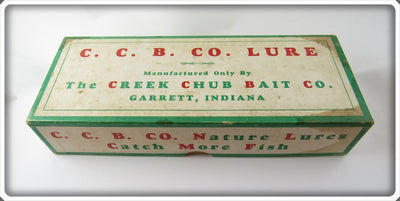 C. C. B. CO. LURE
Manufactured Only By
The CREEK CHUB BAIT CO.
GARRETT, INDIANA
C. C. B. CO. Nature Lures
Catch More Fish